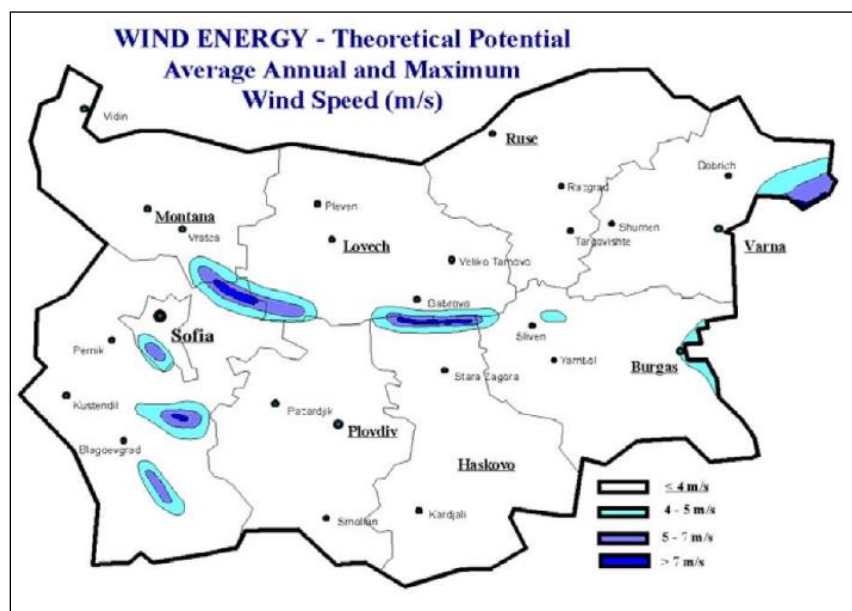 WIND ENERGY - Theoretical Potential
Average Annual and Maximum
Wind Speed (m/s)
Vidin
Ruse
Dobrich
Razgrad
Montana
Pleven
Vratsa
Lovech
Shumen
Targovishte
Varna
Veliko Tarnovo
Gabrovo
Sofia
Sliven
Pernik
Yambol
Burgas
Stara Zagora
Kustendil
Pazardjik
Plovdiv
Blagoevgrad
Haskovo
Smolian
Kardjali
≤ 4 m/s
4 - 5 m/s
5 - 7 m/s
> 7 m/s